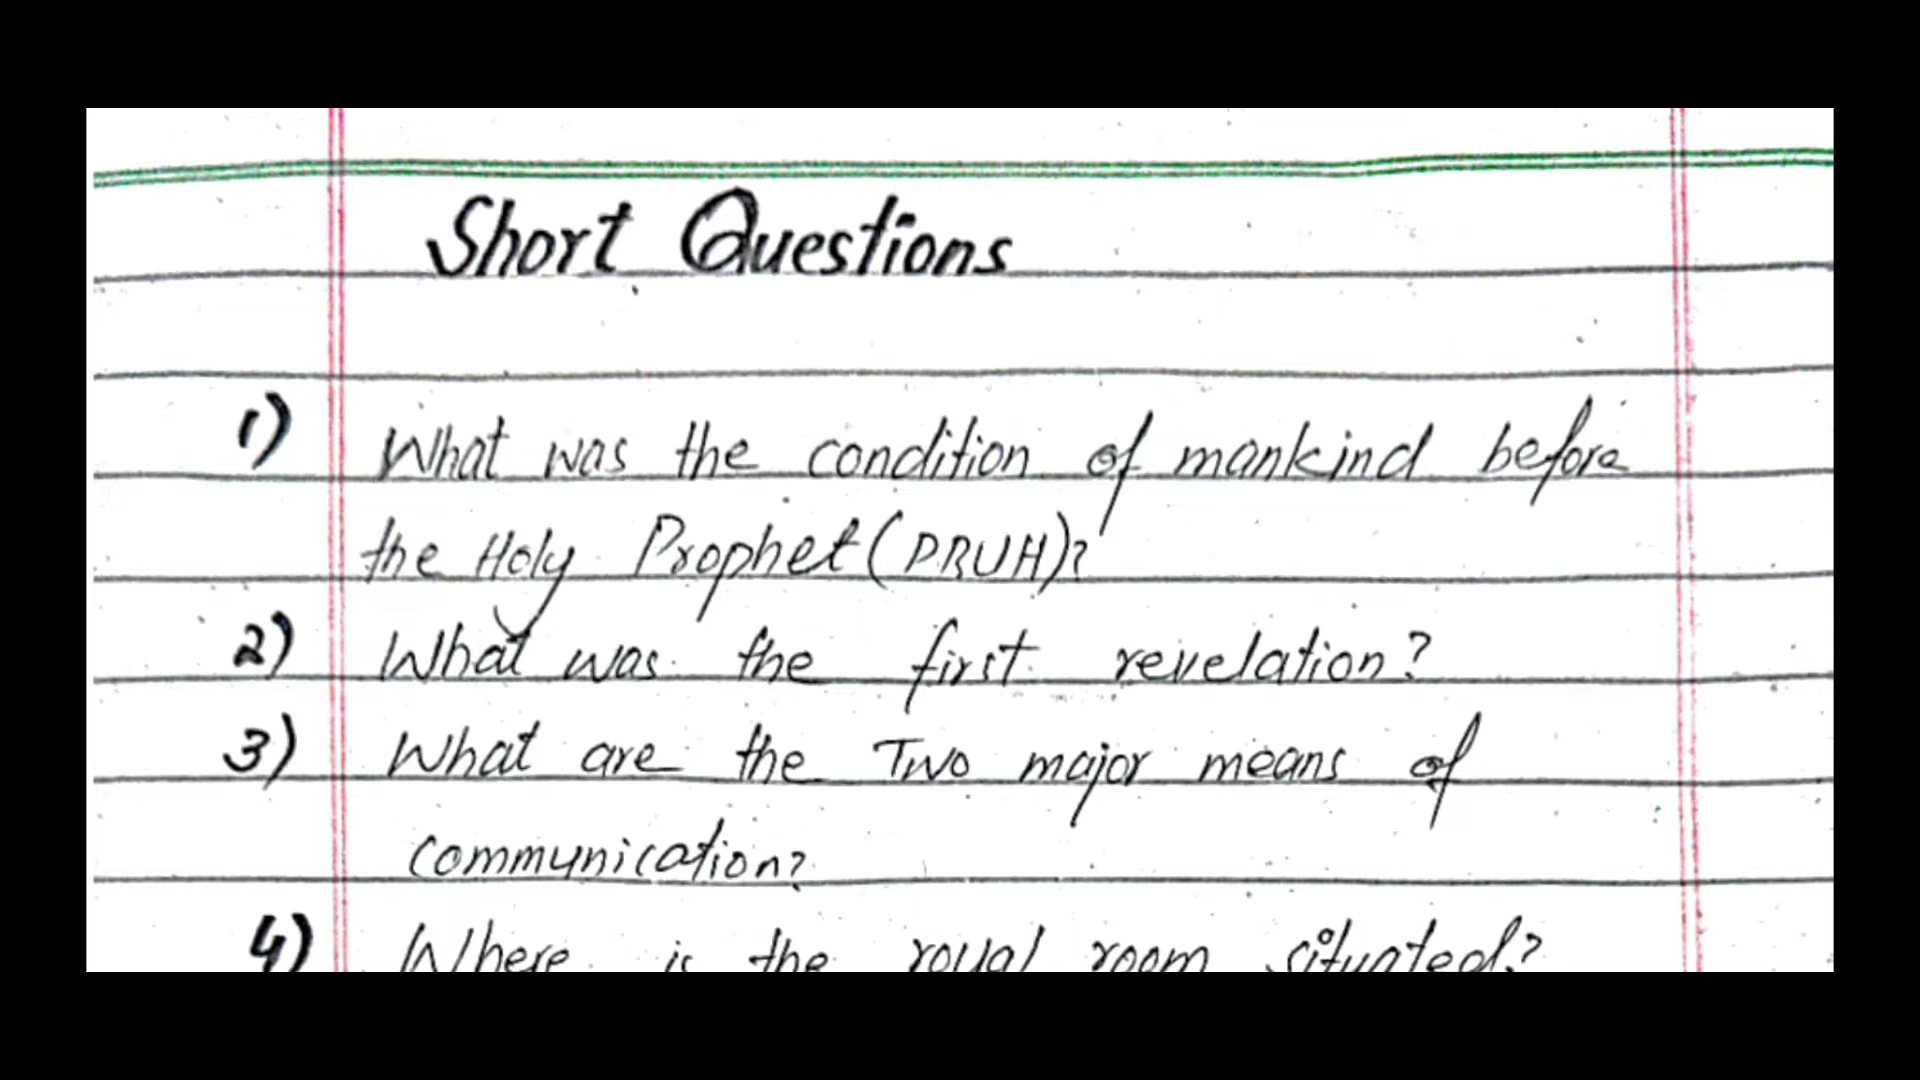 Short Questions
1) What was the condition of mankind before
the Holy Prophet (PBUH)?
2) What was the first revelation?
3) What are the Two major means of
communication?
4) Where is the royal room situated?